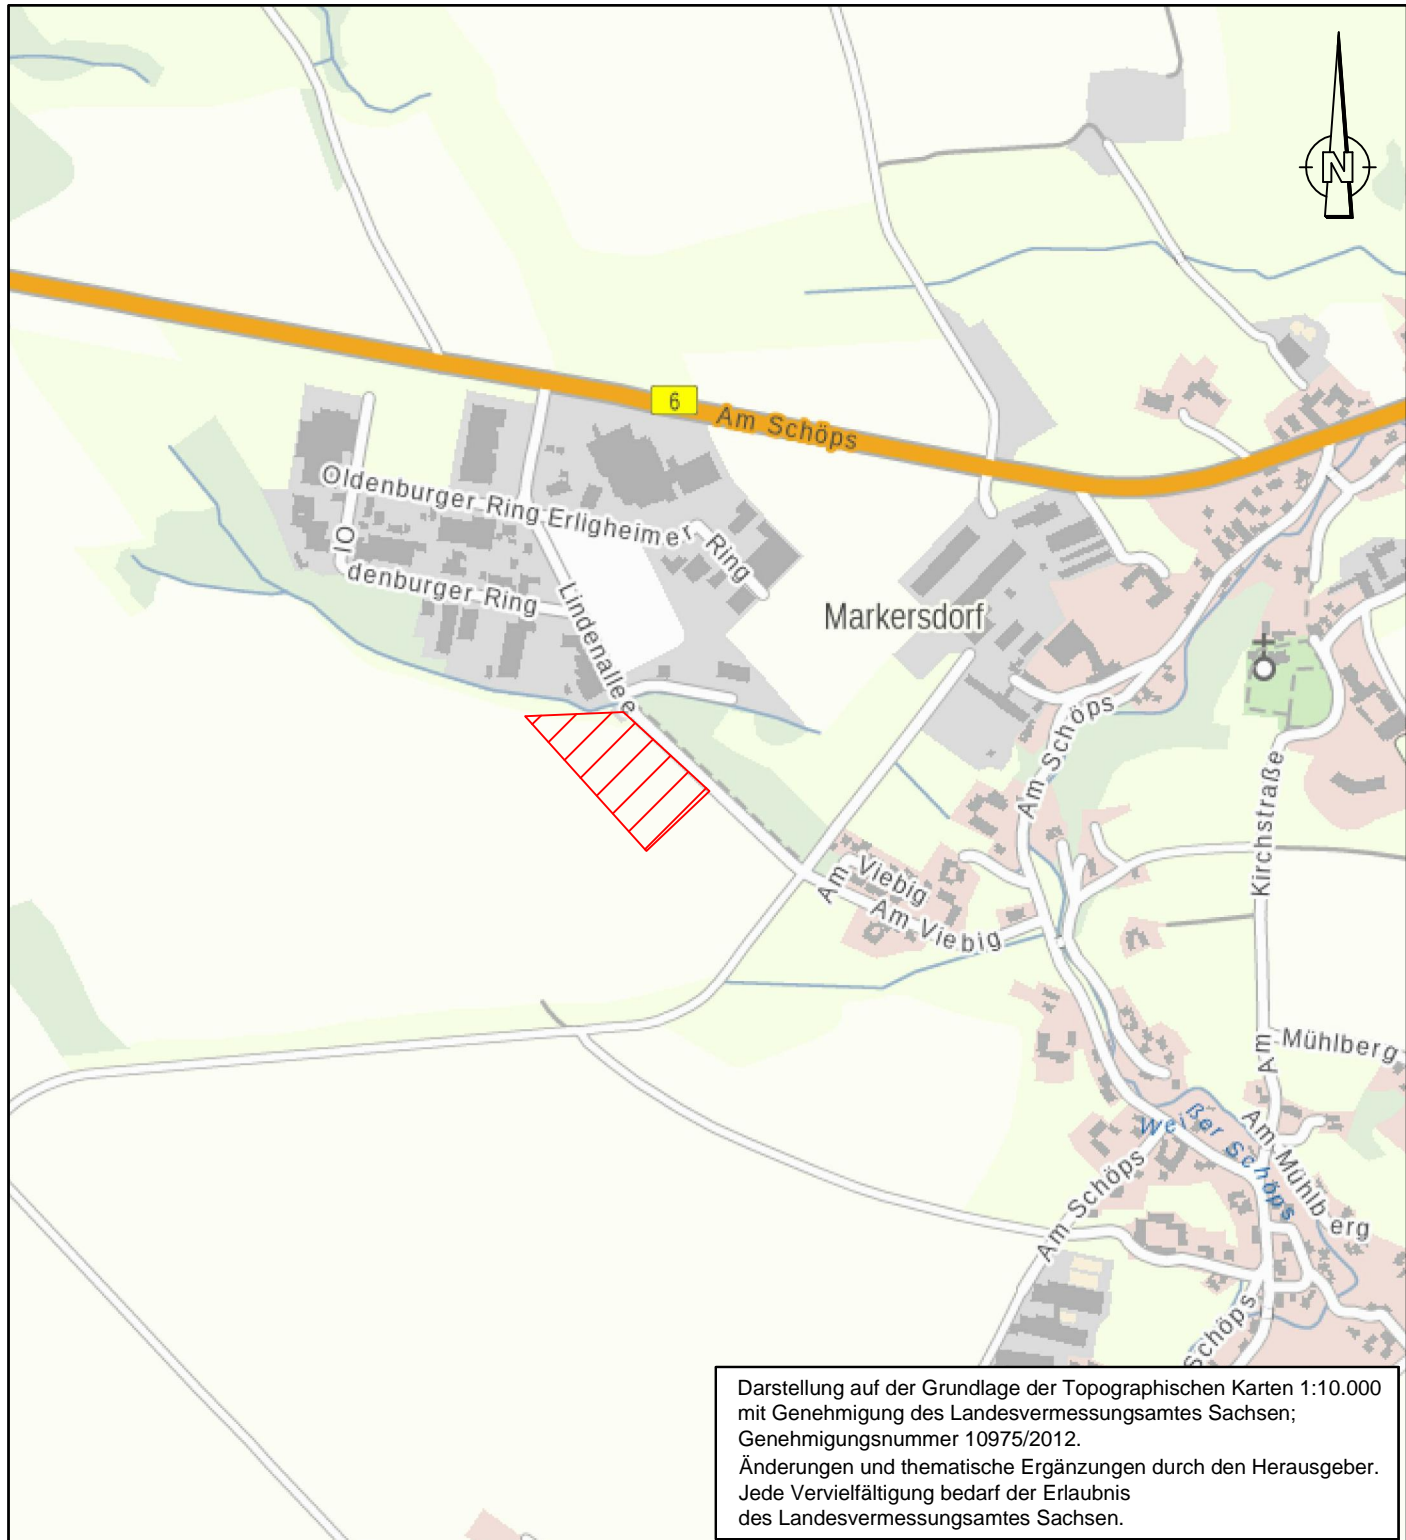 N
6
Am Schöps
Oldenburger Ring
Erligheimer Ring
Ol
denburger Ring
Lindenallee
Markersdorf
Am Schöps
Kirchstraße
Am Viebig
Am Viebig
Am Mühlberg
Weißer Schöps
Am Mühlberg
Am Schöps
Schöps
Darstellung auf der Grundlage der Topographischen Karten 1:10.000
mit Genehmigung des Landesvermessungsamtes Sachsen;
Genehmigungsnummer 10975/2012.
Änderungen und thematische Ergänzungen durch den Herausgeber.
Jede Vervielfältigung bedarf der Erlaubnis
des Landesvermessungsamtes Sachsen.